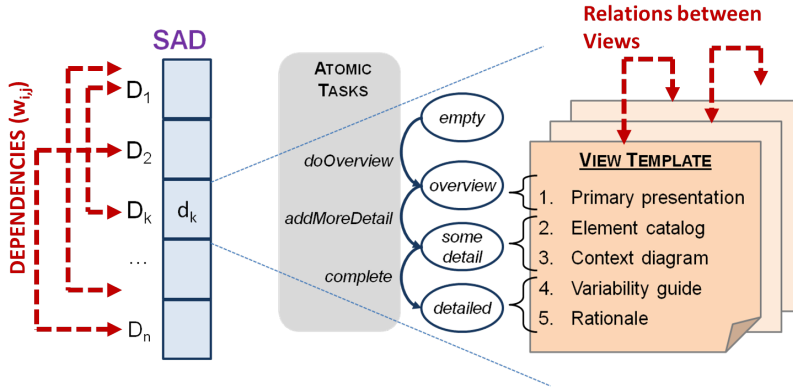 SAD
DEPENDENCIES (wi,j)
D1
D2
Dk
dk
...
Dn
ATOMIC
TASKS
doOverview
addMoreDetail
complete
empty
overview
some
detail
detailed
Relations between
Views
VIEW TEMPLATE
1. Primary presentation
2. Element catalog
3. Context diagram
4. Variability guide
5. Rationale